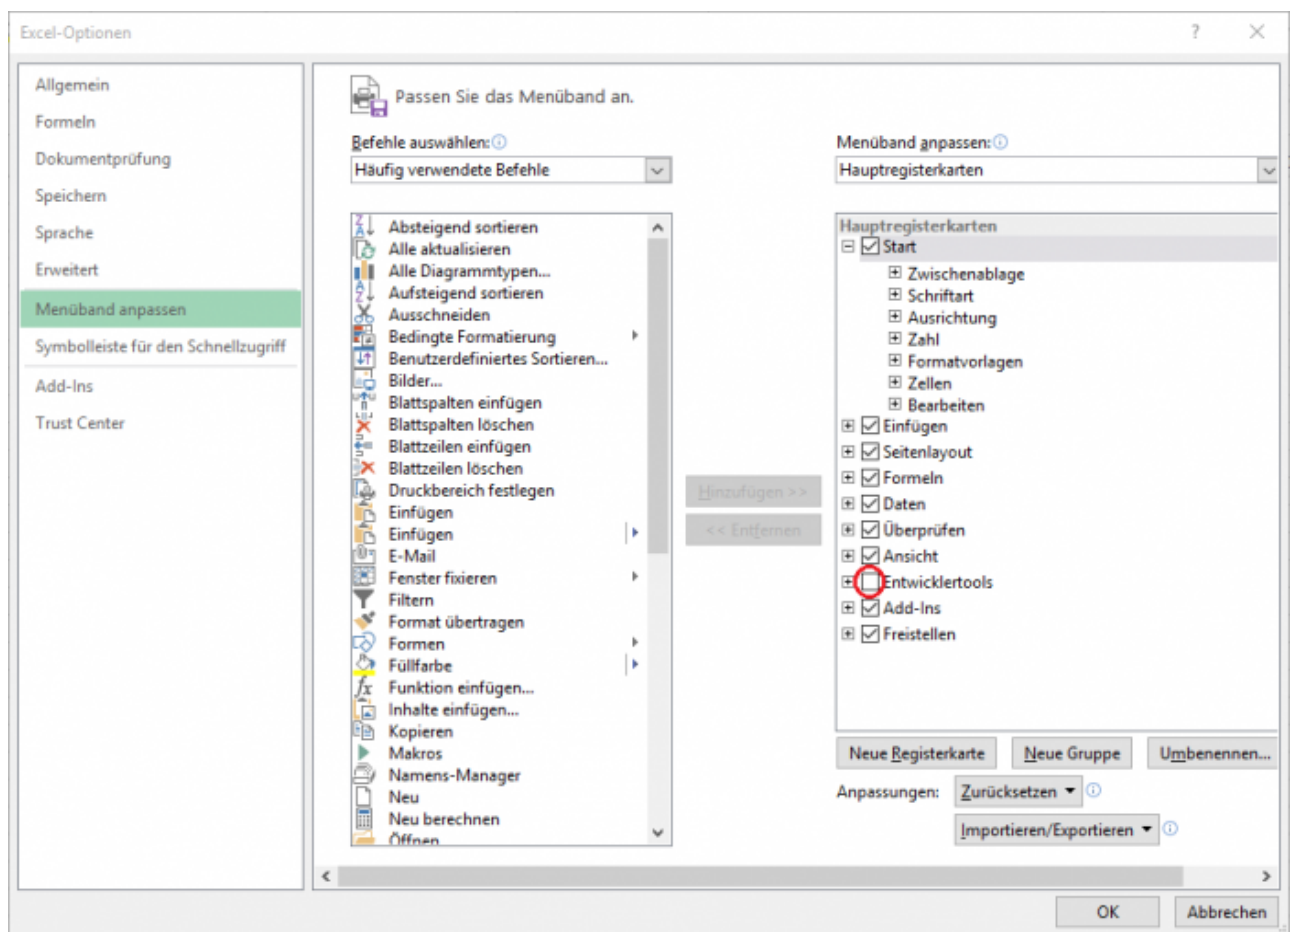 Excel-Optionen
?
Allgemein
Formeln
Dokumentprüfung
Speichern
Sprache
Erweitert
Menüband anpassen
Symbolleiste für den Schnellzugriff
Add-Ins
Trust Center
Passen Sie das Menüband an.
Befehle auswählen:
Häufig verwendete Befehle
Absteigend sortieren
Alle aktualisieren
Alle Diagrammtypen...
Aufsteigend sortieren
Ausschneiden
Bedingte Formatierung
Benutzerdefiniertes Sortieren...
Bilder...
Blattspalten einfügen
Blattspalten löschen
Blattzeilen einfügen
Blattzeilen löschen
Druckbereich festlegen
Einfügen
Einfügen
E-Mail
Fenster fixieren
Filtern
Format übertragen
Formen
Füllfarbe
Funktion einfügen...
Inhalte einfügen...
Kopieren
Makros
Namens-Manager
Neu
Neu berechnen
Öffnen
Hinzufügen >>
<< Entfernen
Menüband anpassen:
Hauptregisterkarten
Hauptregisterkarten
Start
Zwischenablage
Schriftart
Ausrichtung
Zahl
Formatvorlagen
Zellen
Bearbeiten
Einfügen
Seitenlayout
Formeln
Daten
Überprüfen
Ansicht
Entwicklertools
Add-Ins
Freistellen
Neue Registerkarte
Neue Gruppe
Umbenennen...
Anpassungen:
Zurücksetzen
Importieren/Exportieren
OK
Abbrechen